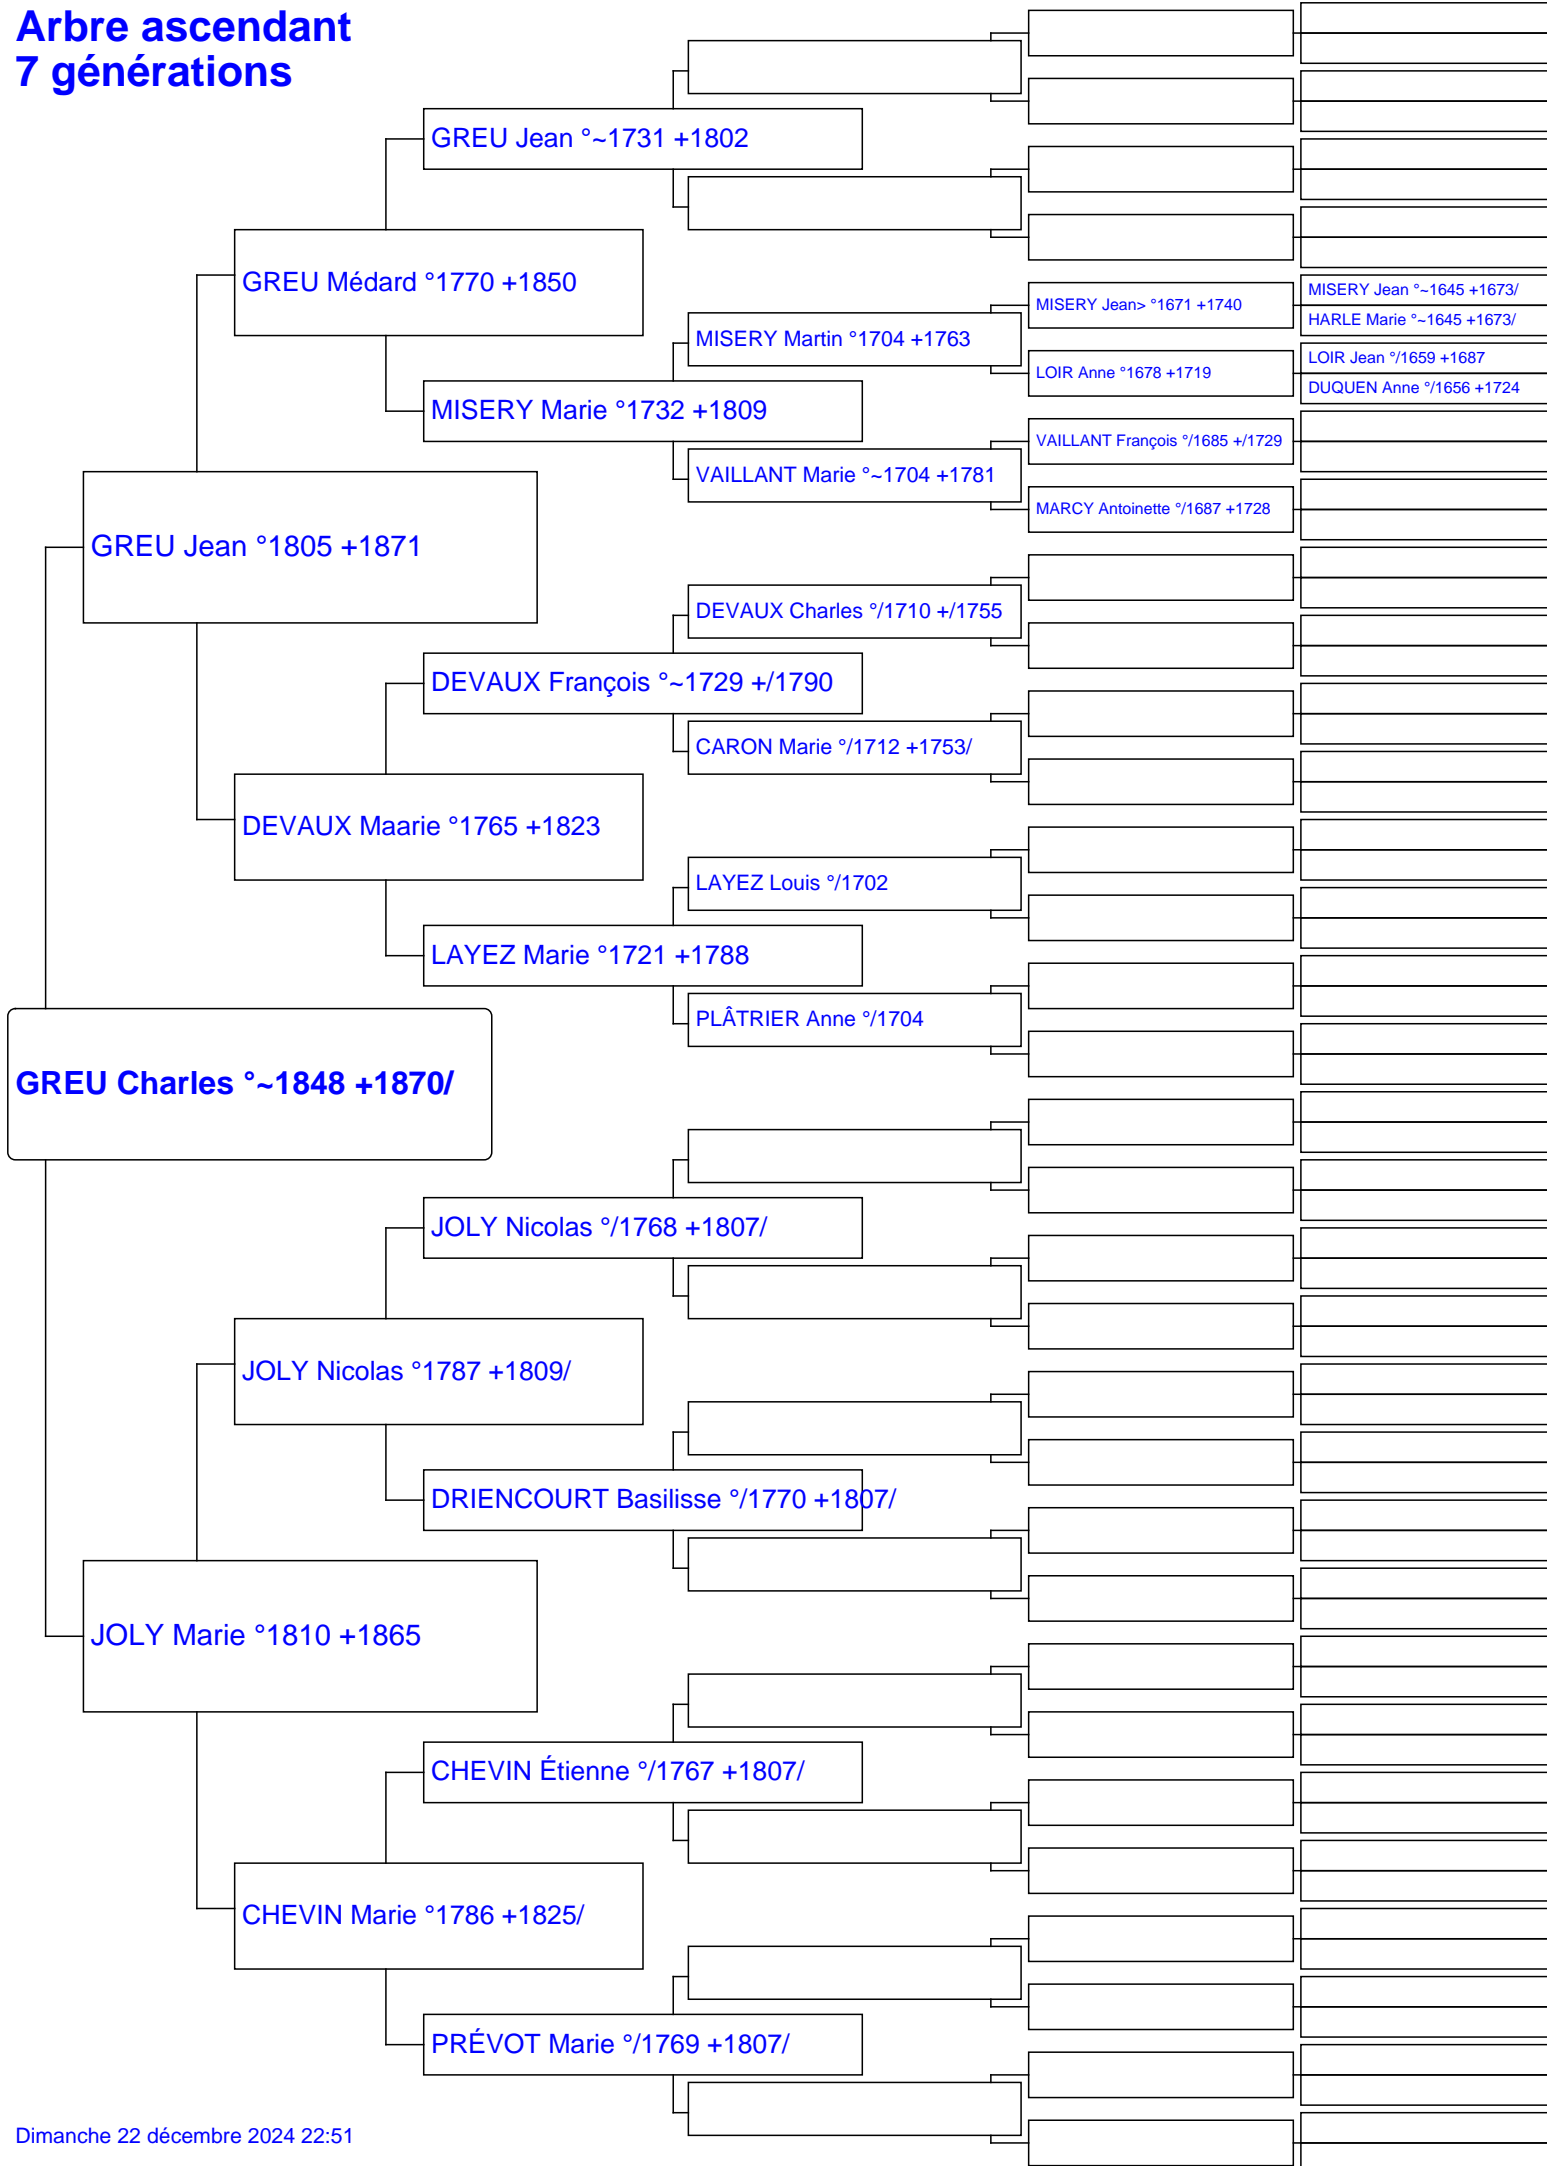 Arbre ascendant
7 générations
GREU Jean °~1731 +1802
GREU Médard °1770 +1850
MISERY Jean> °1671 +1740
MISERY Jean °~1645 +1673/
HARLE Marie °~1645 +1673/
MISERY Martin °1704 +1763
LOIR Anne °1678 +1719
LOIR Jean °/1659 +1687
DUQUEN Anne °/1656 +1724
MISERY Marie °1732 +1809
VAILLANT François °/1685 +/1729
VAILLANT Marie °~1704 +1781
MARCY Antoinette °/1687 +1728
GREU Jean °1805 +1871
DEVAUX Charles °/1710 +/1755
DEVAUX François °~1729 +/1790
CARON Marie °/1712 +1753/
DEVAUX Maarie °1765 +1823
LAYEZ Louis °/1702
LAYEZ Marie °1721 +1788
PLÂTRIER Anne °/1704
GREU Charles °~1848 +1870/
JOLY Nicolas °/1768 +1807/
JOLY Nicolas °1787 +1809/
DRIENCOURT Basilisse °/1770 +1807/
JOLY Marie °1810 +1865
CHEVIN Étienne °/1767 +1807/
CHEVIN Marie °1786 +1825/
PRÉVOT Marie °/1769 +1807/
Dimanche 22 décembre 2024 22:51